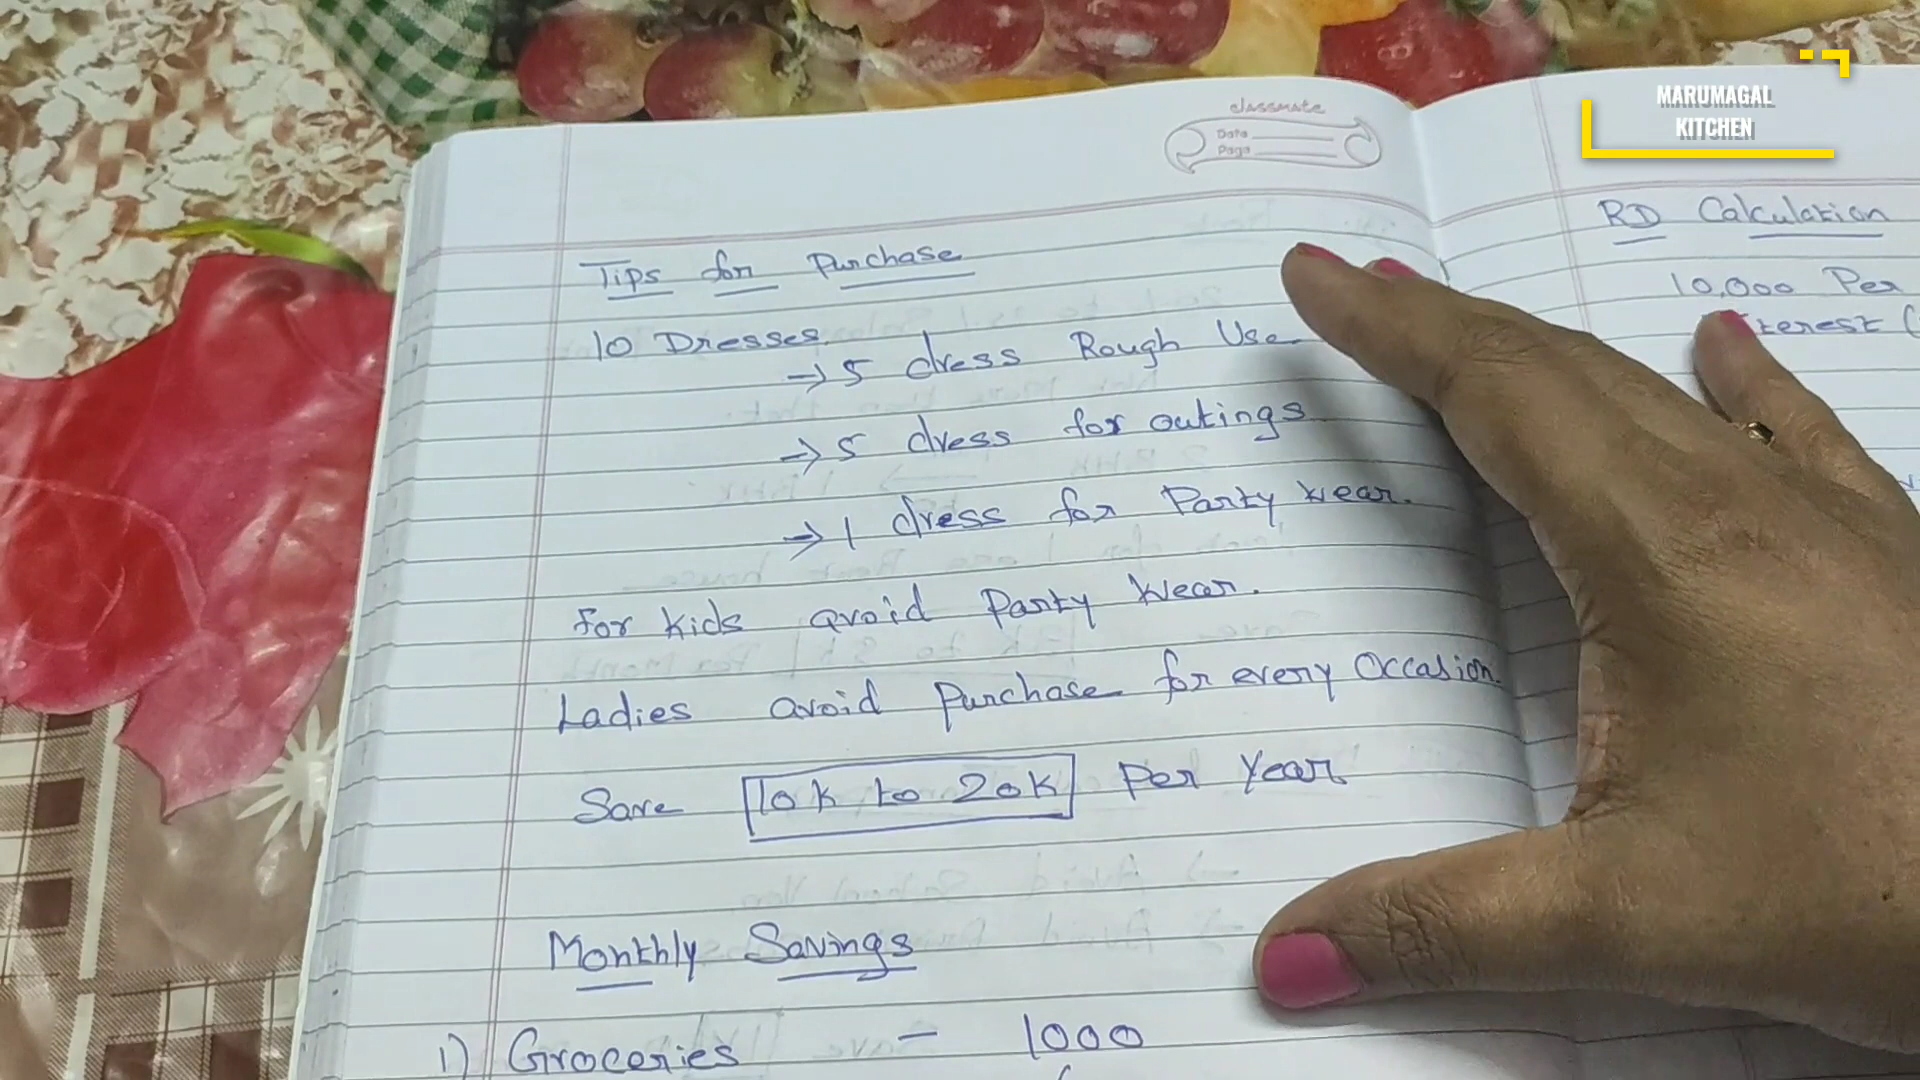 MARUMAGAL
KITCHEN
classmate
Date
Page
Tips for Purchase
10 Dresses
→ 5 dress Rough Use
→ 5 dress for outings
→ 1 dress for Party wear.
For kids avoid Party Wear.
Ladies avoid Purchase for every Occasion.
Save 10k to 20k Per Year
Monthly Savings
1) Groceries - 1000
RD Calculation
10,000 Per
terest (